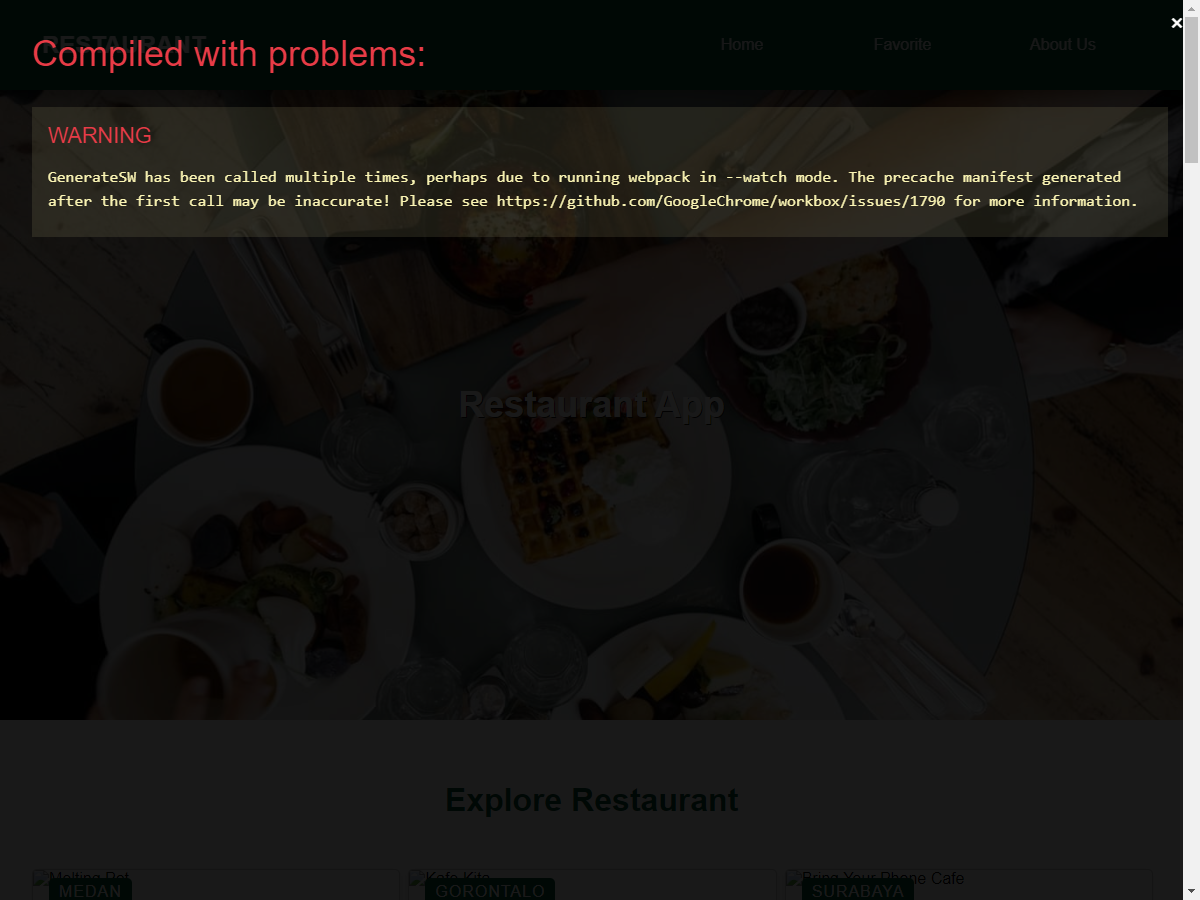 RESTAURANT
Compiled with problems:
Home
Favorite
About Us
×
WARNING
GenerateSW has been called multiple times, perhaps due to running webpack in --watch mode. The precache manifest generated
after the first call may be inaccurate! Please see https://github.com/GoogleChrome/workbox/issues/1790 for more information.
Restaurant App
Explore Restaurant
Melting Pot
Kafe Kita
Bring Your Phone Cafe
MEDAN
GORONTALO
SURABAYA